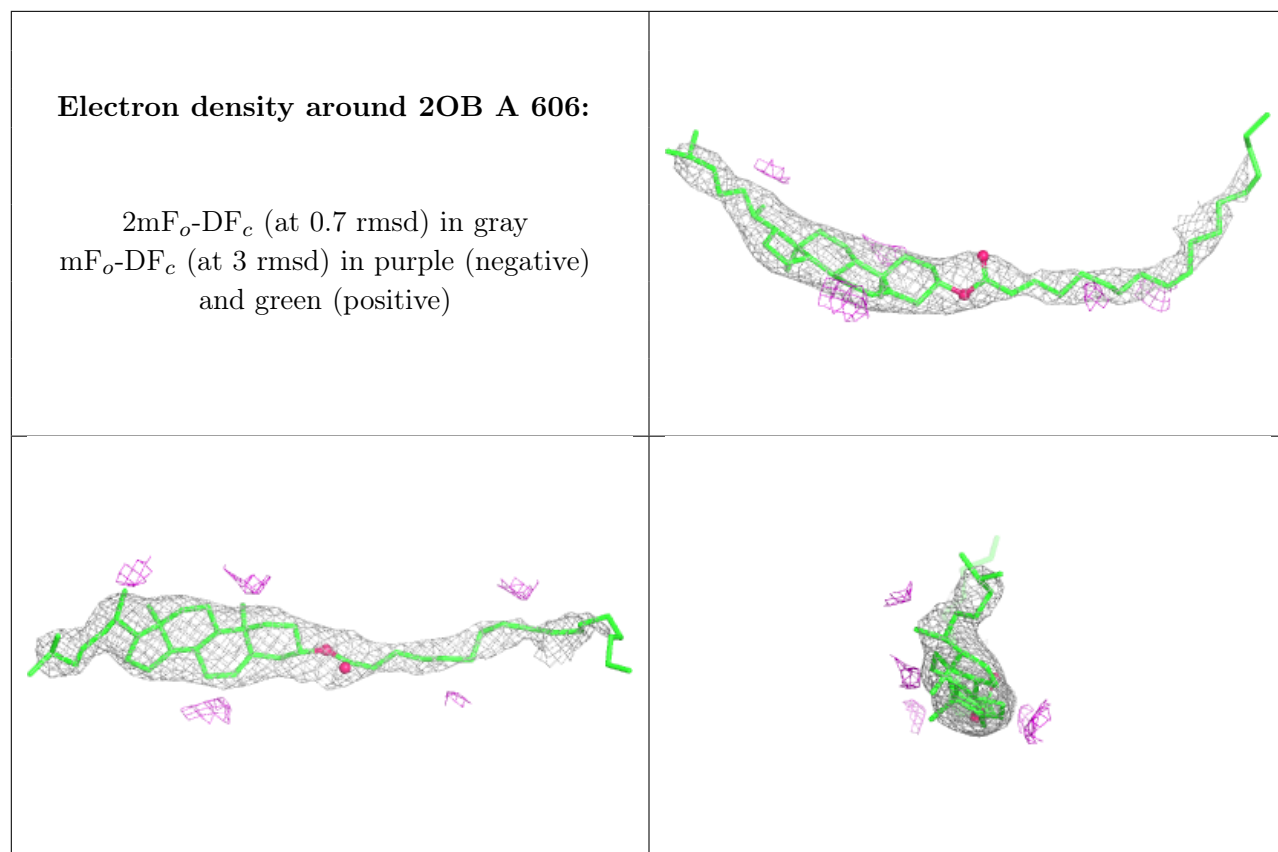 Electron density around 2OB A 606:
2mFo-DFc (at 0.7 rmsd) in gray
mFo-DFc (at 3 rmsd) in purple (negative)
and green (positive)